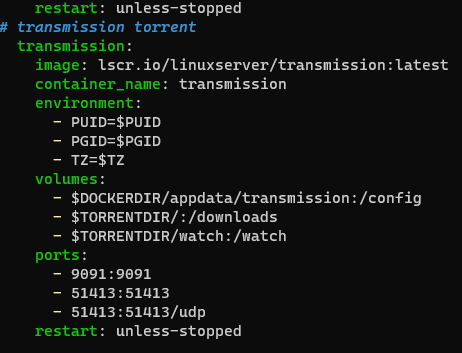 restart: unless-stopped
# transmission torrent
  transmission:
    image: lscr.io/linuxserver/transmission:latest
    container_name: transmission
    environment:
      - PUID=$PUID
      - PGID=$PGID
      - TZ=$TZ
    volumes:
      - $DOCKERDIR/appdata/transmission:/config
      - $TORRENTDIR/:/downloads
      - $TORRENTDIR/watch:/watch
    ports:
      - 9091:9091
      - 51413:51413
      - 51413:51413/udp
    restart: unless-stopped